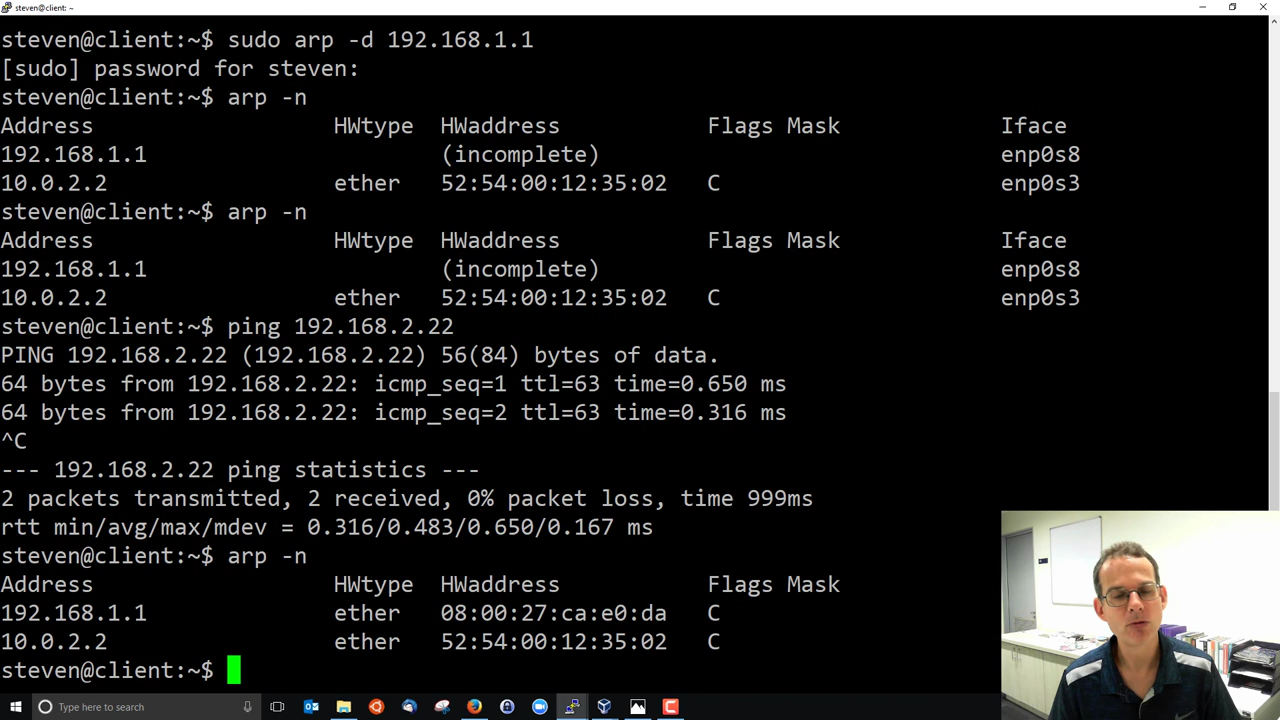 steven@client: ~
steven@client:~$ sudo arp -d 192.168.1.1
[sudo] password for steven:
steven@client:~$ arp -n
Address HWtype HWaddress Flags Mask Iface
192.168.1.1 (incomplete) enp0s8
10.0.2.2 ether 52:54:00:12:35:02 C enp0s3
steven@client:~$ arp -n
Address HWtype HWaddress Flags Mask Iface
192.168.1.1 (incomplete) enp0s8
10.0.2.2 ether 52:54:00:12:35:02 C enp0s3
steven@client:~$ ping 192.168.2.22
PING 192.168.2.22 (192.168.2.22) 56(84) bytes of data.
64 bytes from 192.168.2.22: icmp_seq=1 ttl=63 time=0.650 ms
64 bytes from 192.168.2.22: icmp_seq=2 ttl=63 time=0.316 ms
^C
--- 192.168.2.22 ping statistics ---
2 packets transmitted, 2 received, 0% packet loss, time 999ms
rtt min/avg/max/mdev = 0.316/0.483/0.650/0.167 ms
steven@client:~$ arp -n
Address HWtype HWaddress Flags Mask
192.168.1.1 ether 08:00:27:ca:e0:da C
10.0.2.2 ether 52:54:00:12:35:02 C
steven@client:~$
Type here to search